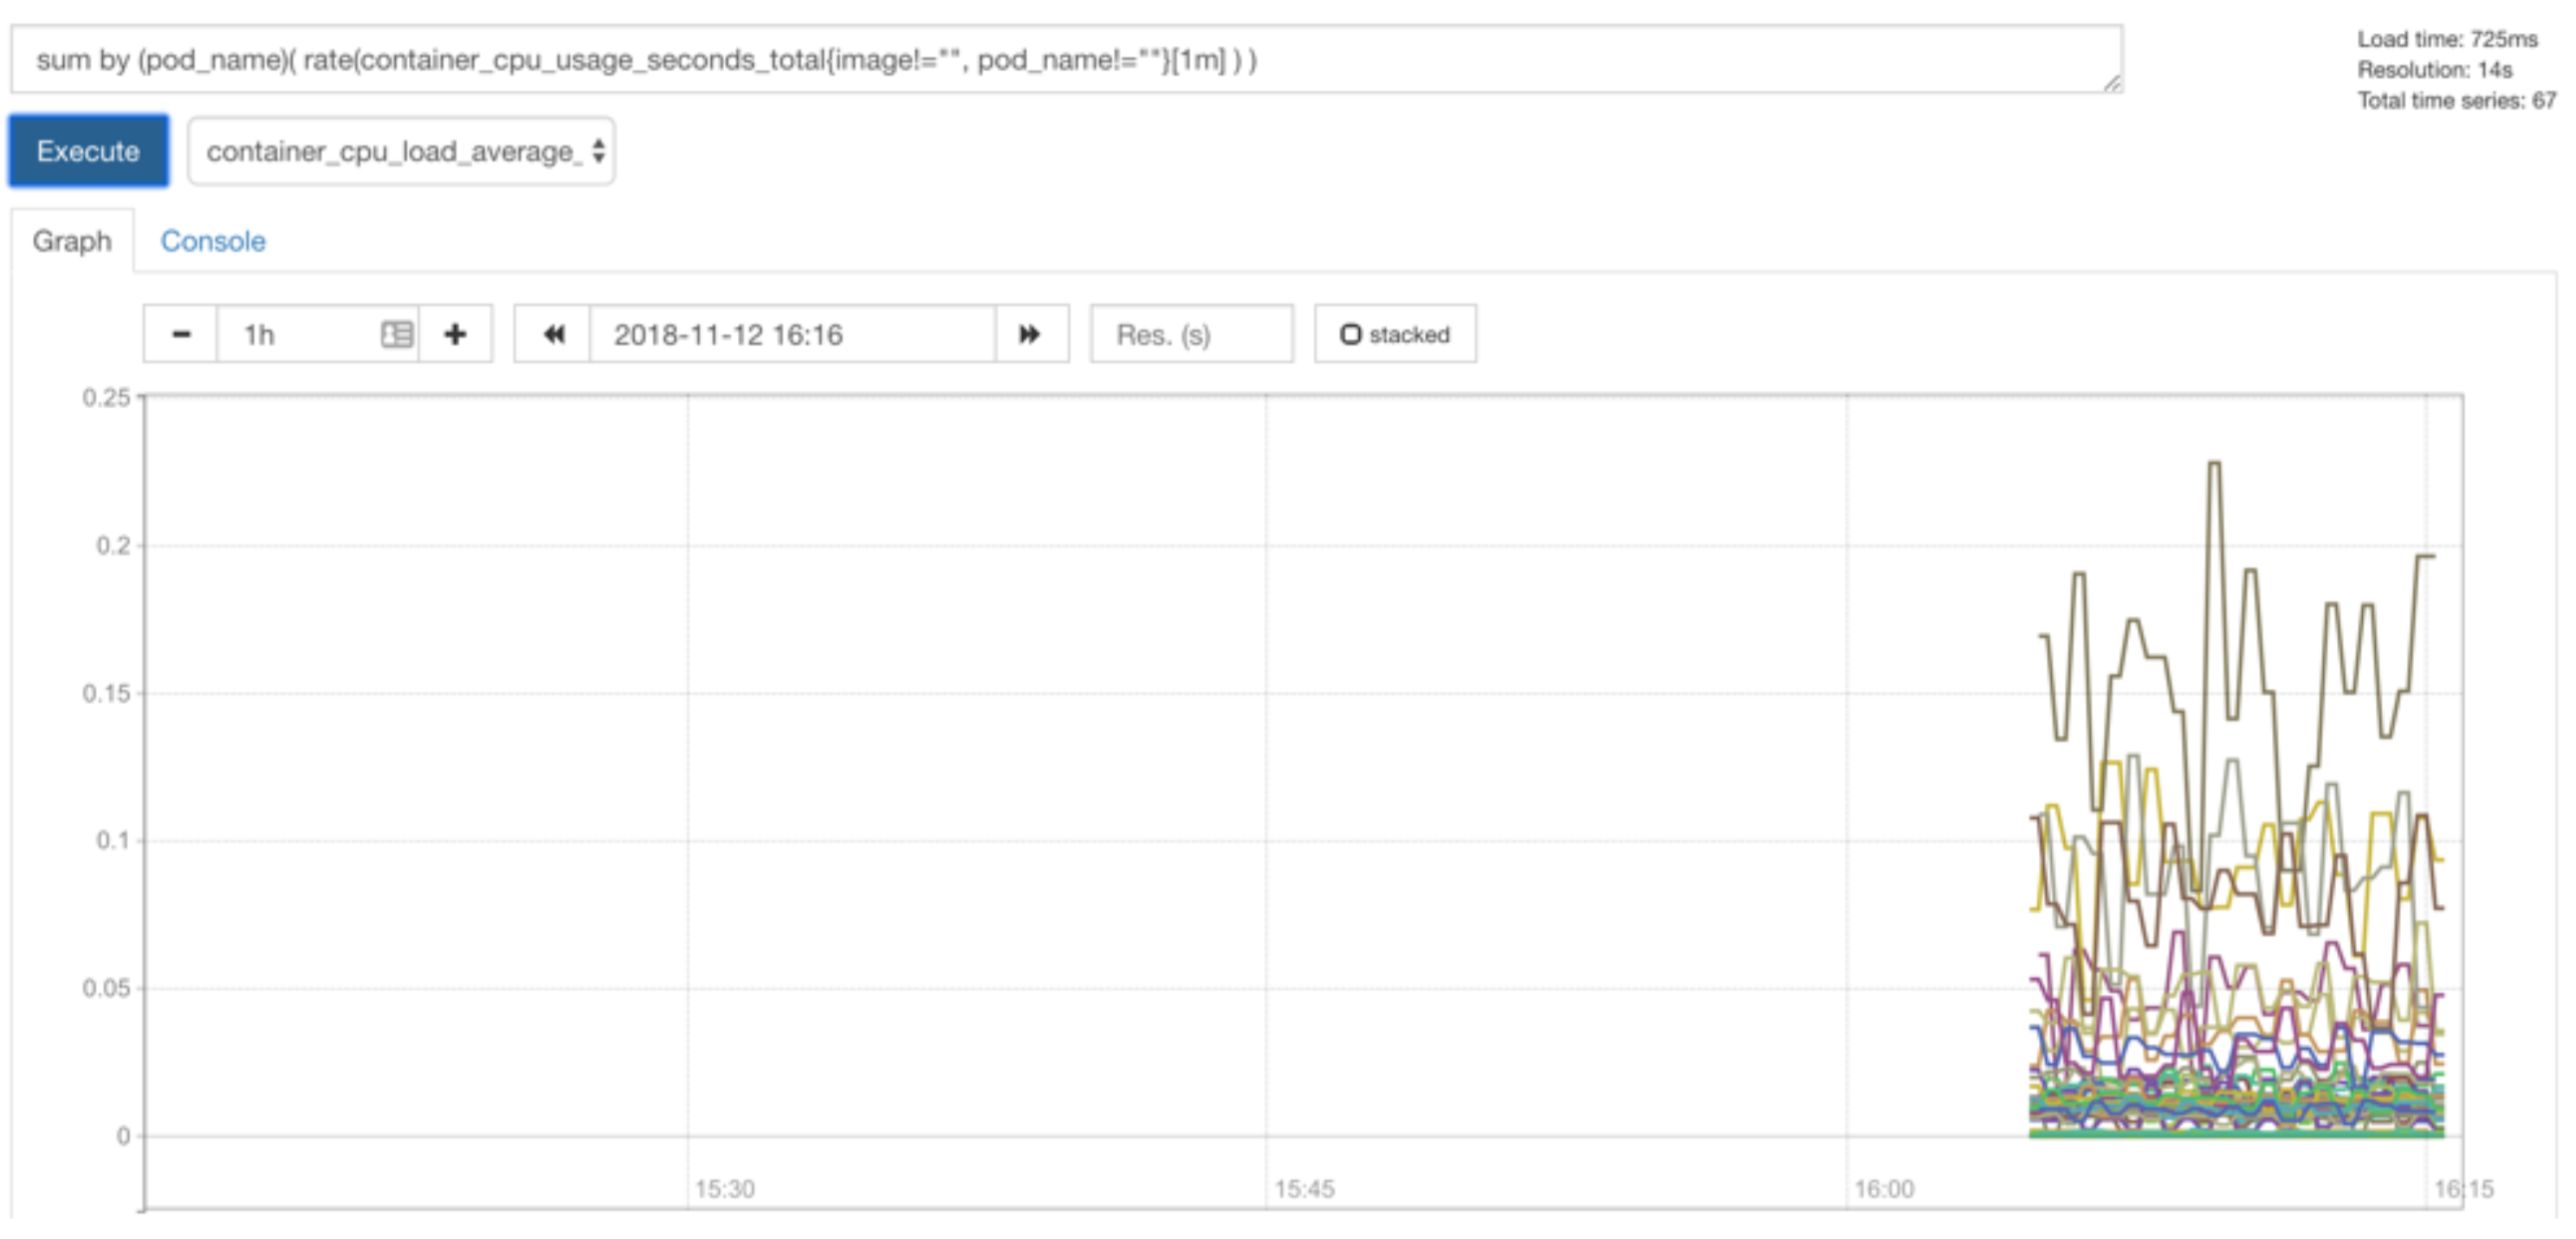 sum by (pod_name)( rate(container_cpu_usage_seconds_total{image!="", pod_name!=""}[1m] ) )
Load time: 725ms
Resolution: 14s
Total time series: 67
Execute
container_cpu_load_average_
Graph
Console
1h
2018-11-12 16:16
Res. (s)
stacked
0.25
0.2
0.15
0.1
0.05
0
15:30
15:45
16:00
16:15